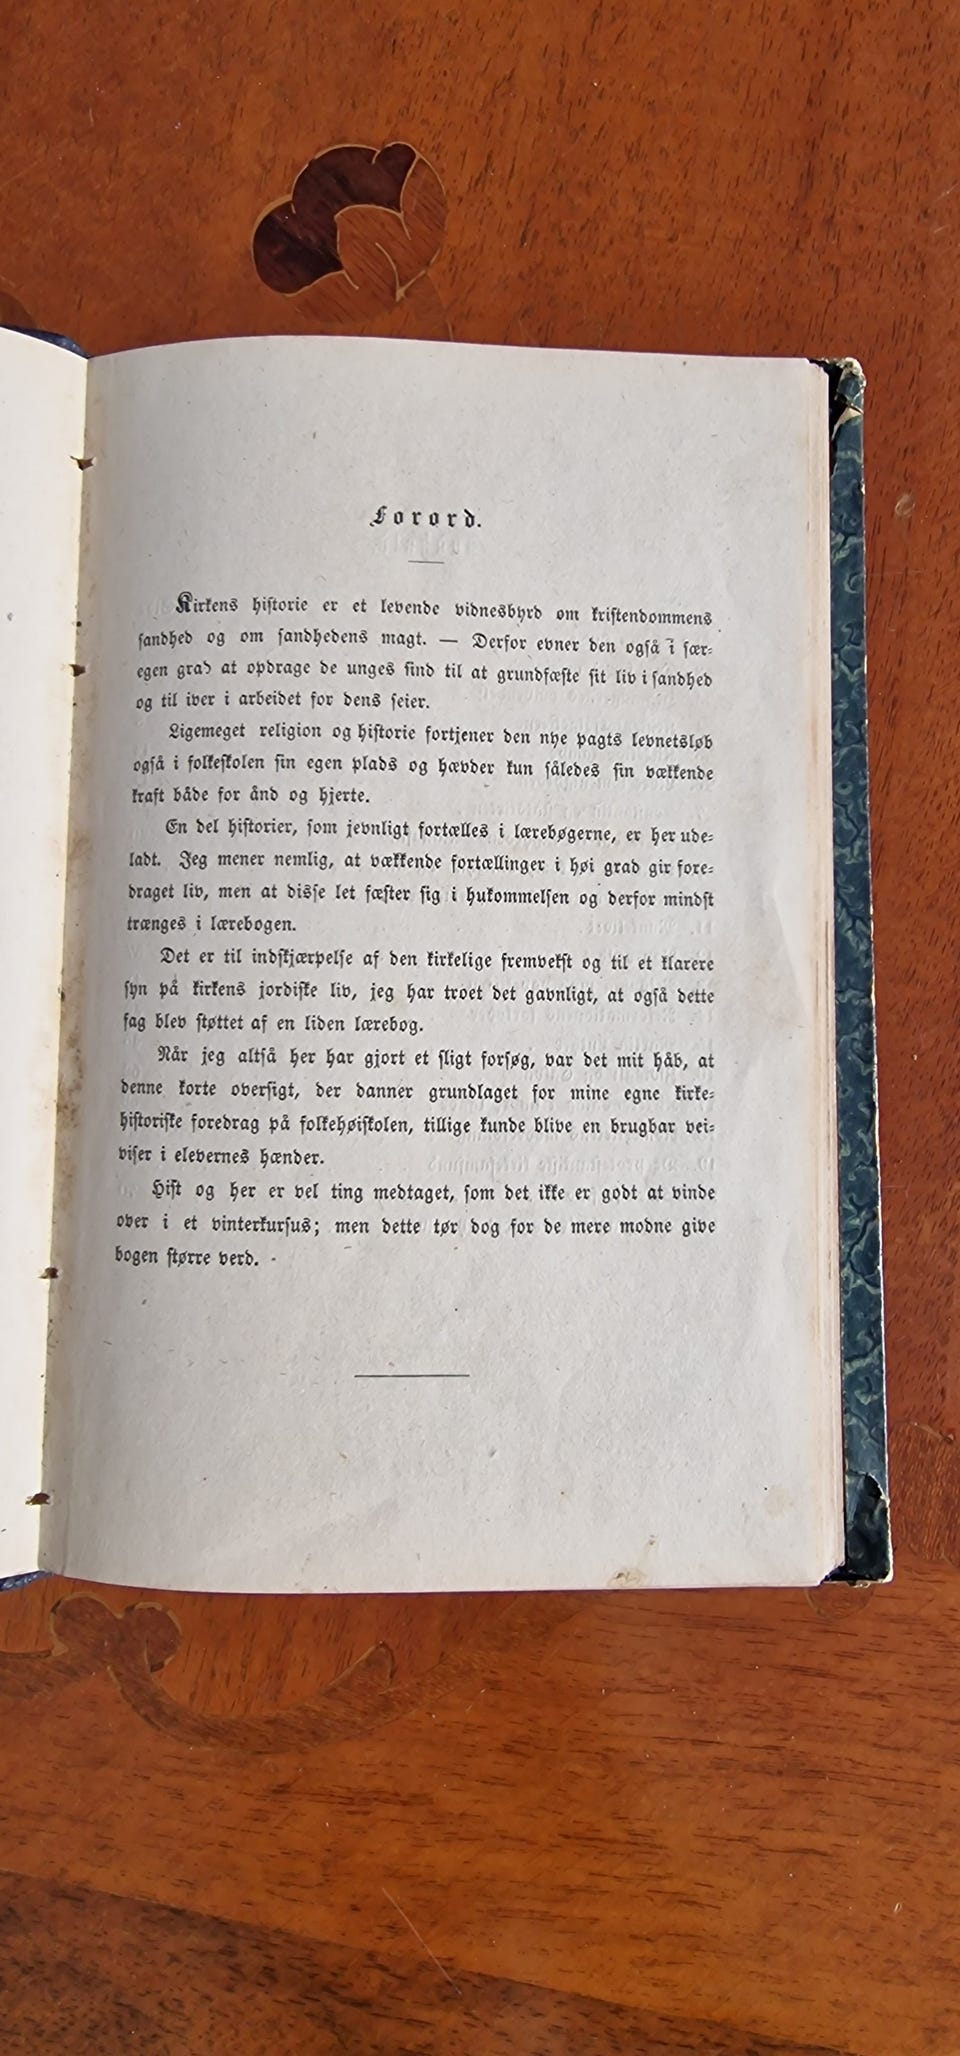 Forord.
Kirkens historie er et levende vidnesbyrd om kristendommens
sandhed og om sandhedens magt. — Derfor evner den også i sær-
egen grad at opdrage de unges sind til at grundfæste sit liv i sandhed
og til iver i arbeidet for dens seier.
Ligemeget religion og historie fortjener den nye pagts levnetsløb
også i folkeskolen sin egen plads og hævder kun således sin vækkende
kraft både for ånd og hjerte.
En del historier, som jevnligt fortælles i lærebøgerne, er her ude-
ladt. Jeg mener nemlig, at vækkende fortællinger i høi grad gir fore-
draget liv, men at disse let fæster sig i hukommelsen og derfor mindst
trænges i lærebogen.
Det er til indskjærpelse af den kirkelige fremvekst og til et klarere
syn på kirkens jordiske liv, jeg har troet det gavnligt, at også dette
fag blev støttet af en liden lærebog.
Når jeg altså her har gjort et sligt forsøg, var det mit håb, at
denne korte oversigt, der danner grundlaget for mine egne kirke-
historiske foredrag på folkehøiskolen, tillige kunde blive en brugbar vei-
viser i elevernes hænder.
Hist og her er vel ting medtaget, som det ikke er godt at vinde
over i et vinterkursus; men dette tør dog for de mere modne give
bogen større verd.